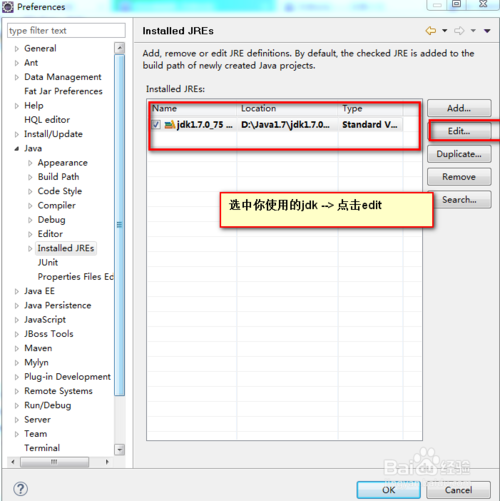 Preferences
type filter text
General
Ant
Data Management
Fat Jar Preferences
Help
HQL editor
Install/Update
Java
Appearance
Build Path
Code Style
Compiler
Debug
Editor
Installed JREs
JUnit
Properties Files Ed
Java EE
Java Persistence
JavaScript
JBoss Tools
Maven
Mylyn
Plug-in Development
Remote Systems
Run/Debug
Server
Team
Terminal
Installed JREs
Add, remove or edit JRE definitions. By default, the checked JRE is added to the
build path of newly created Java projects.
Installed JREs:
Name Location Type
jdk1.7.0_75 ... D:\Java1.7\jdk1.7.0... Standard V...
Add...
Edit...
Duplicate...
Remove
Search...
选中你使用的jdk --> 点击edit
OK
Cancel
Baidu 经验